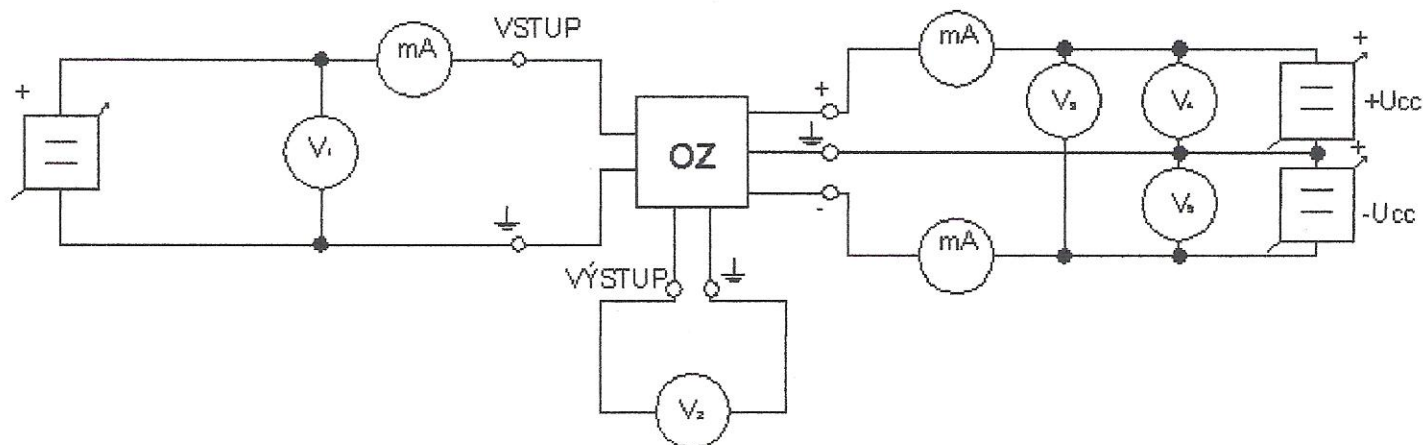 VSTUP
mA
+
V₁
OZ
VÝSTUP
V₂
mA
+
-
mA
V₃
V₄
V₅
+
+Ucc
+
-Ucc